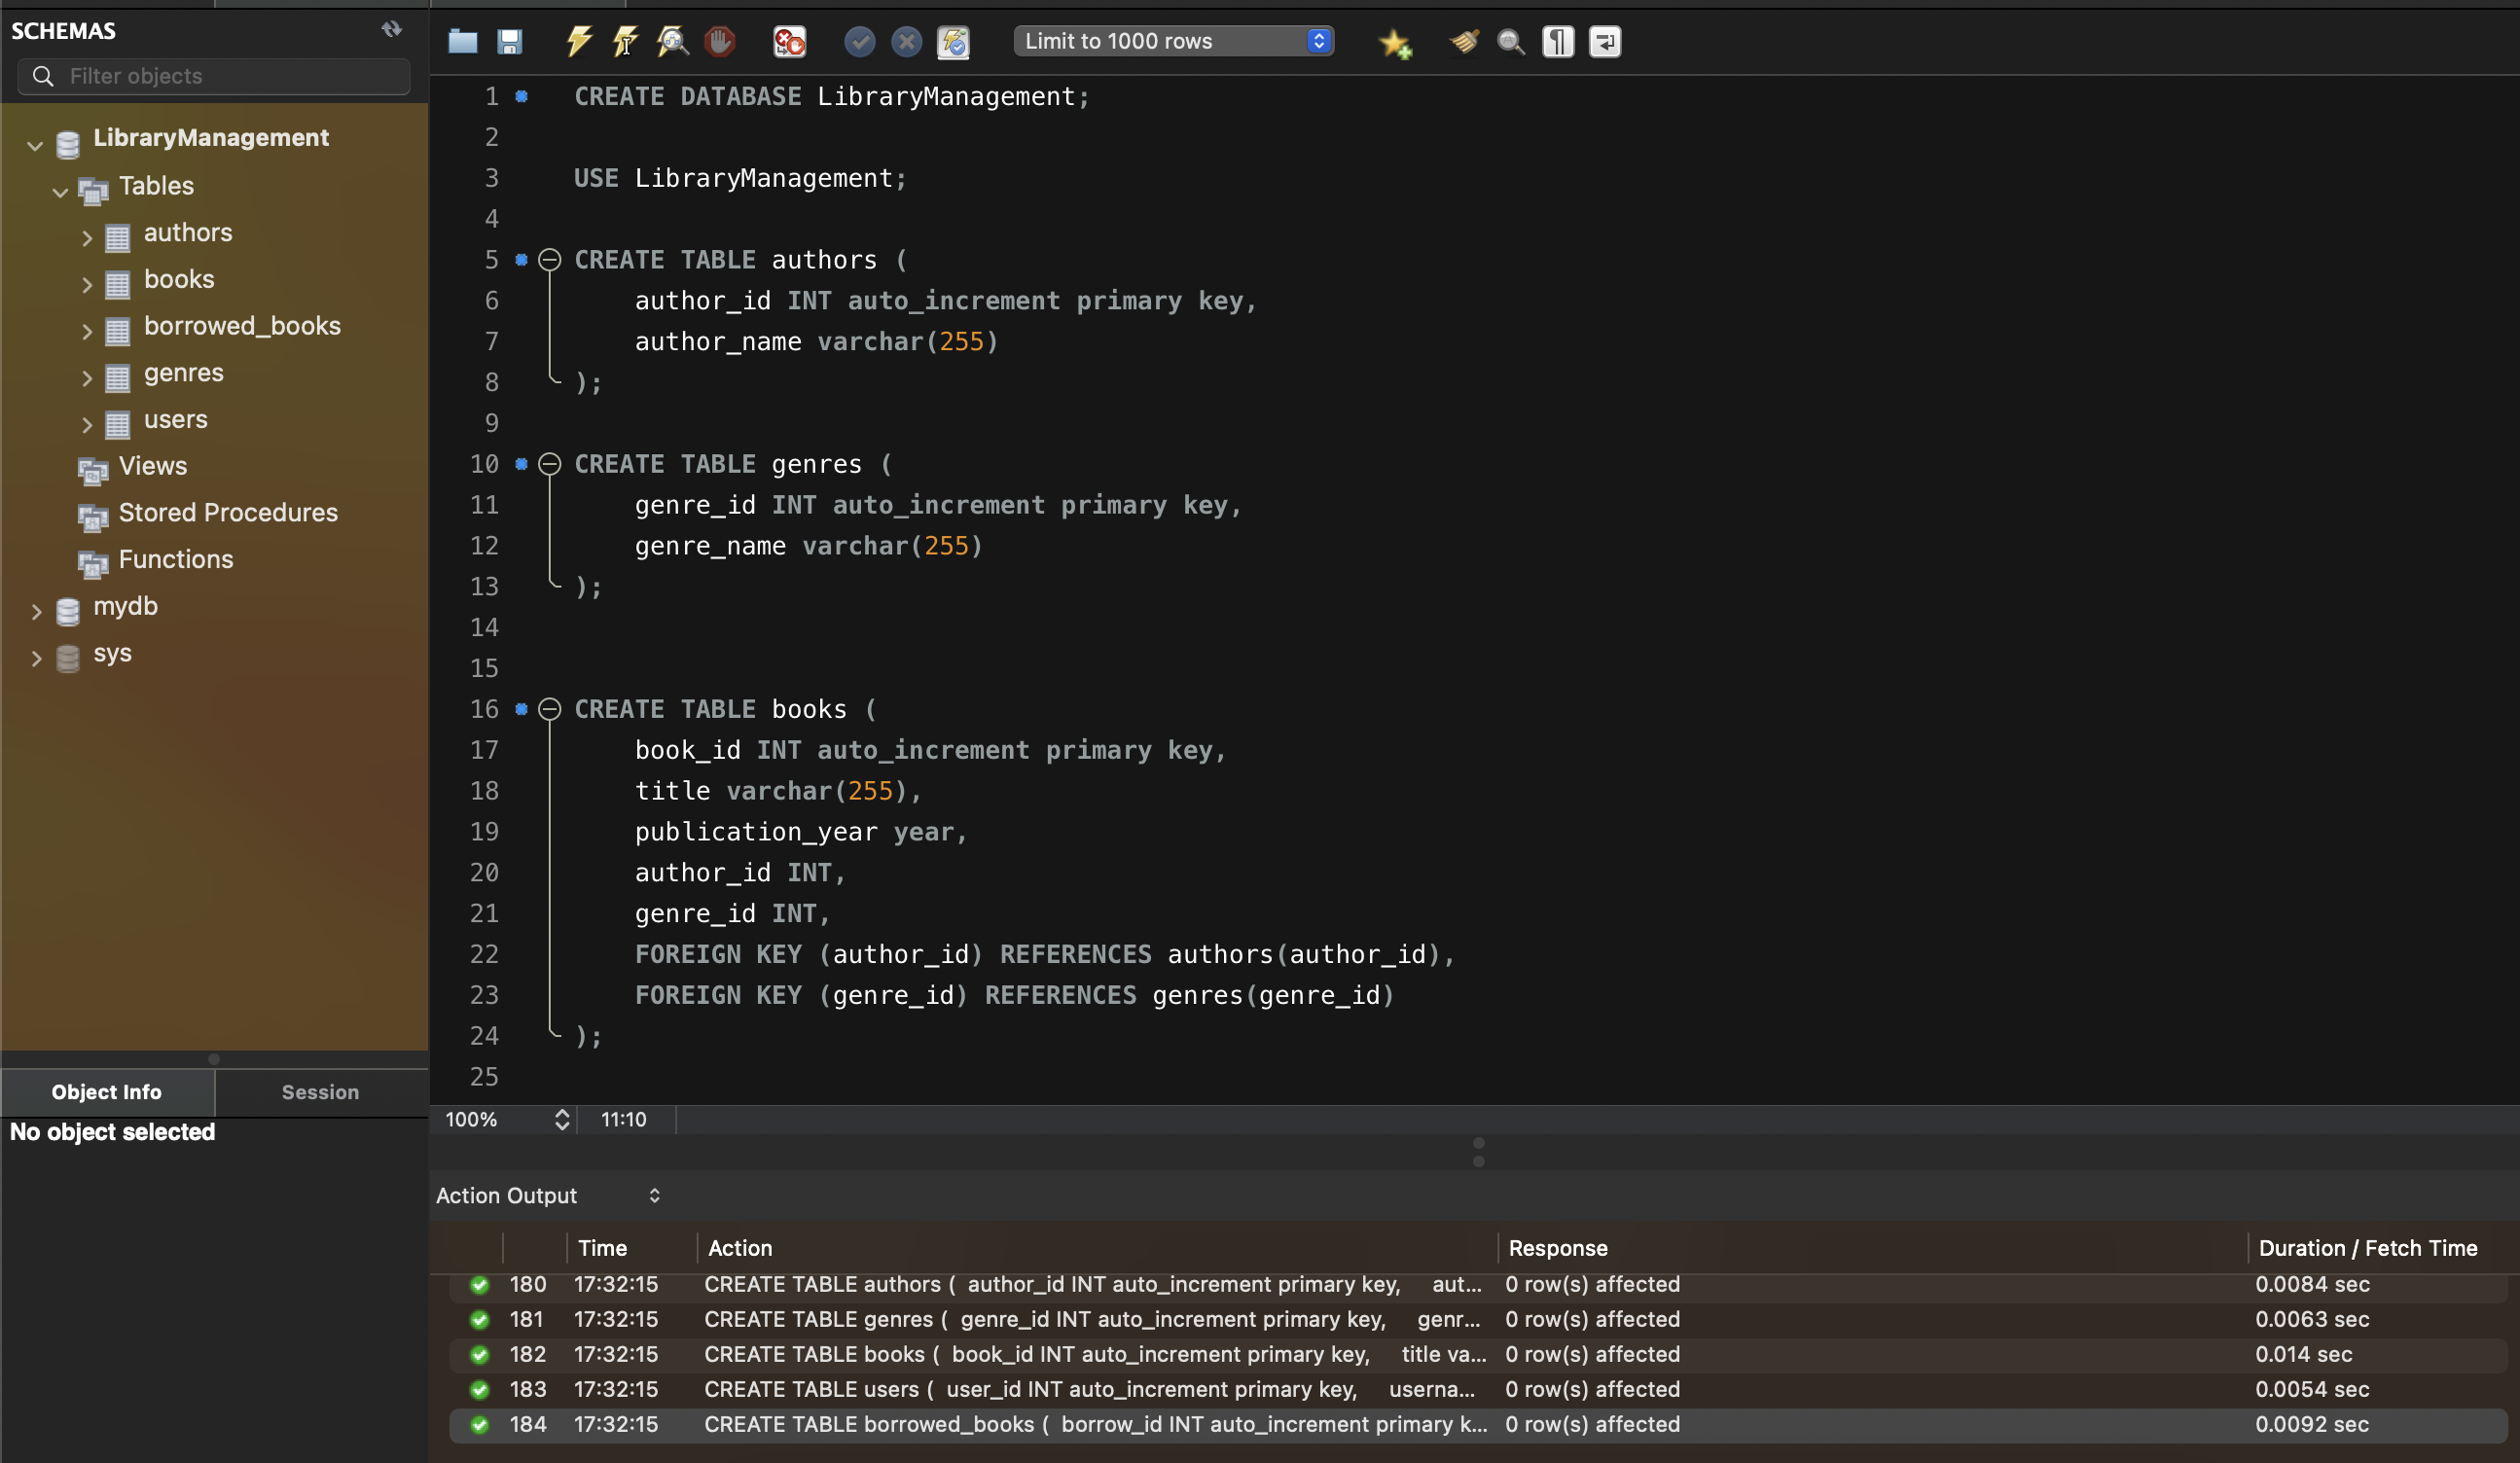 SCHEMAS
Filter objects
LibraryManagement
Tables
authors
books
borrowed_books
genres
users
Views
Stored Procedures
Functions
mydb
sys
Object Info Session
No object selected
Limit to 1000 rows
1 CREATE DATABASE LibraryManagement;
2
3 USE LibraryManagement;
4
5 CREATE TABLE authors (
6 author_id INT auto_increment primary key,
7 author_name varchar(255)
8 );
9
10 CREATE TABLE genres (
11 genre_id INT auto_increment primary key,
12 genre_name varchar(255)
13 );
14
15
16 CREATE TABLE books (
17 book_id INT auto_increment primary key,
18 title varchar(255),
19 publication_year year,
20 author_id INT,
21 genre_id INT,
22 FOREIGN KEY (author_id) REFERENCES authors(author_id),
23 FOREIGN KEY (genre_id) REFERENCES genres(genre_id)
24 );
25
100% 11:10
Action Output
Time Action Response Duration / Fetch Time
180 17:32:15 CREATE TABLE authors ( author_id INT auto_increment primary key, aut... 0 row(s) affected 0.0084 sec
181 17:32:15 CREATE TABLE genres ( genre_id INT auto_increment primary key, genr... 0 row(s) affected 0.0063 sec
182 17:32:15 CREATE TABLE books ( book_id INT auto_increment primary key, title va... 0 row(s) affected 0.014 sec
183 17:32:15 CREATE TABLE users ( user_id INT auto_increment primary key, userna... 0 row(s) affected 0.0054 sec
184 17:32:15 CREATE TABLE borrowed_books ( borrow_id INT auto_increment primary k... 0 row(s) affected 0.0092 sec